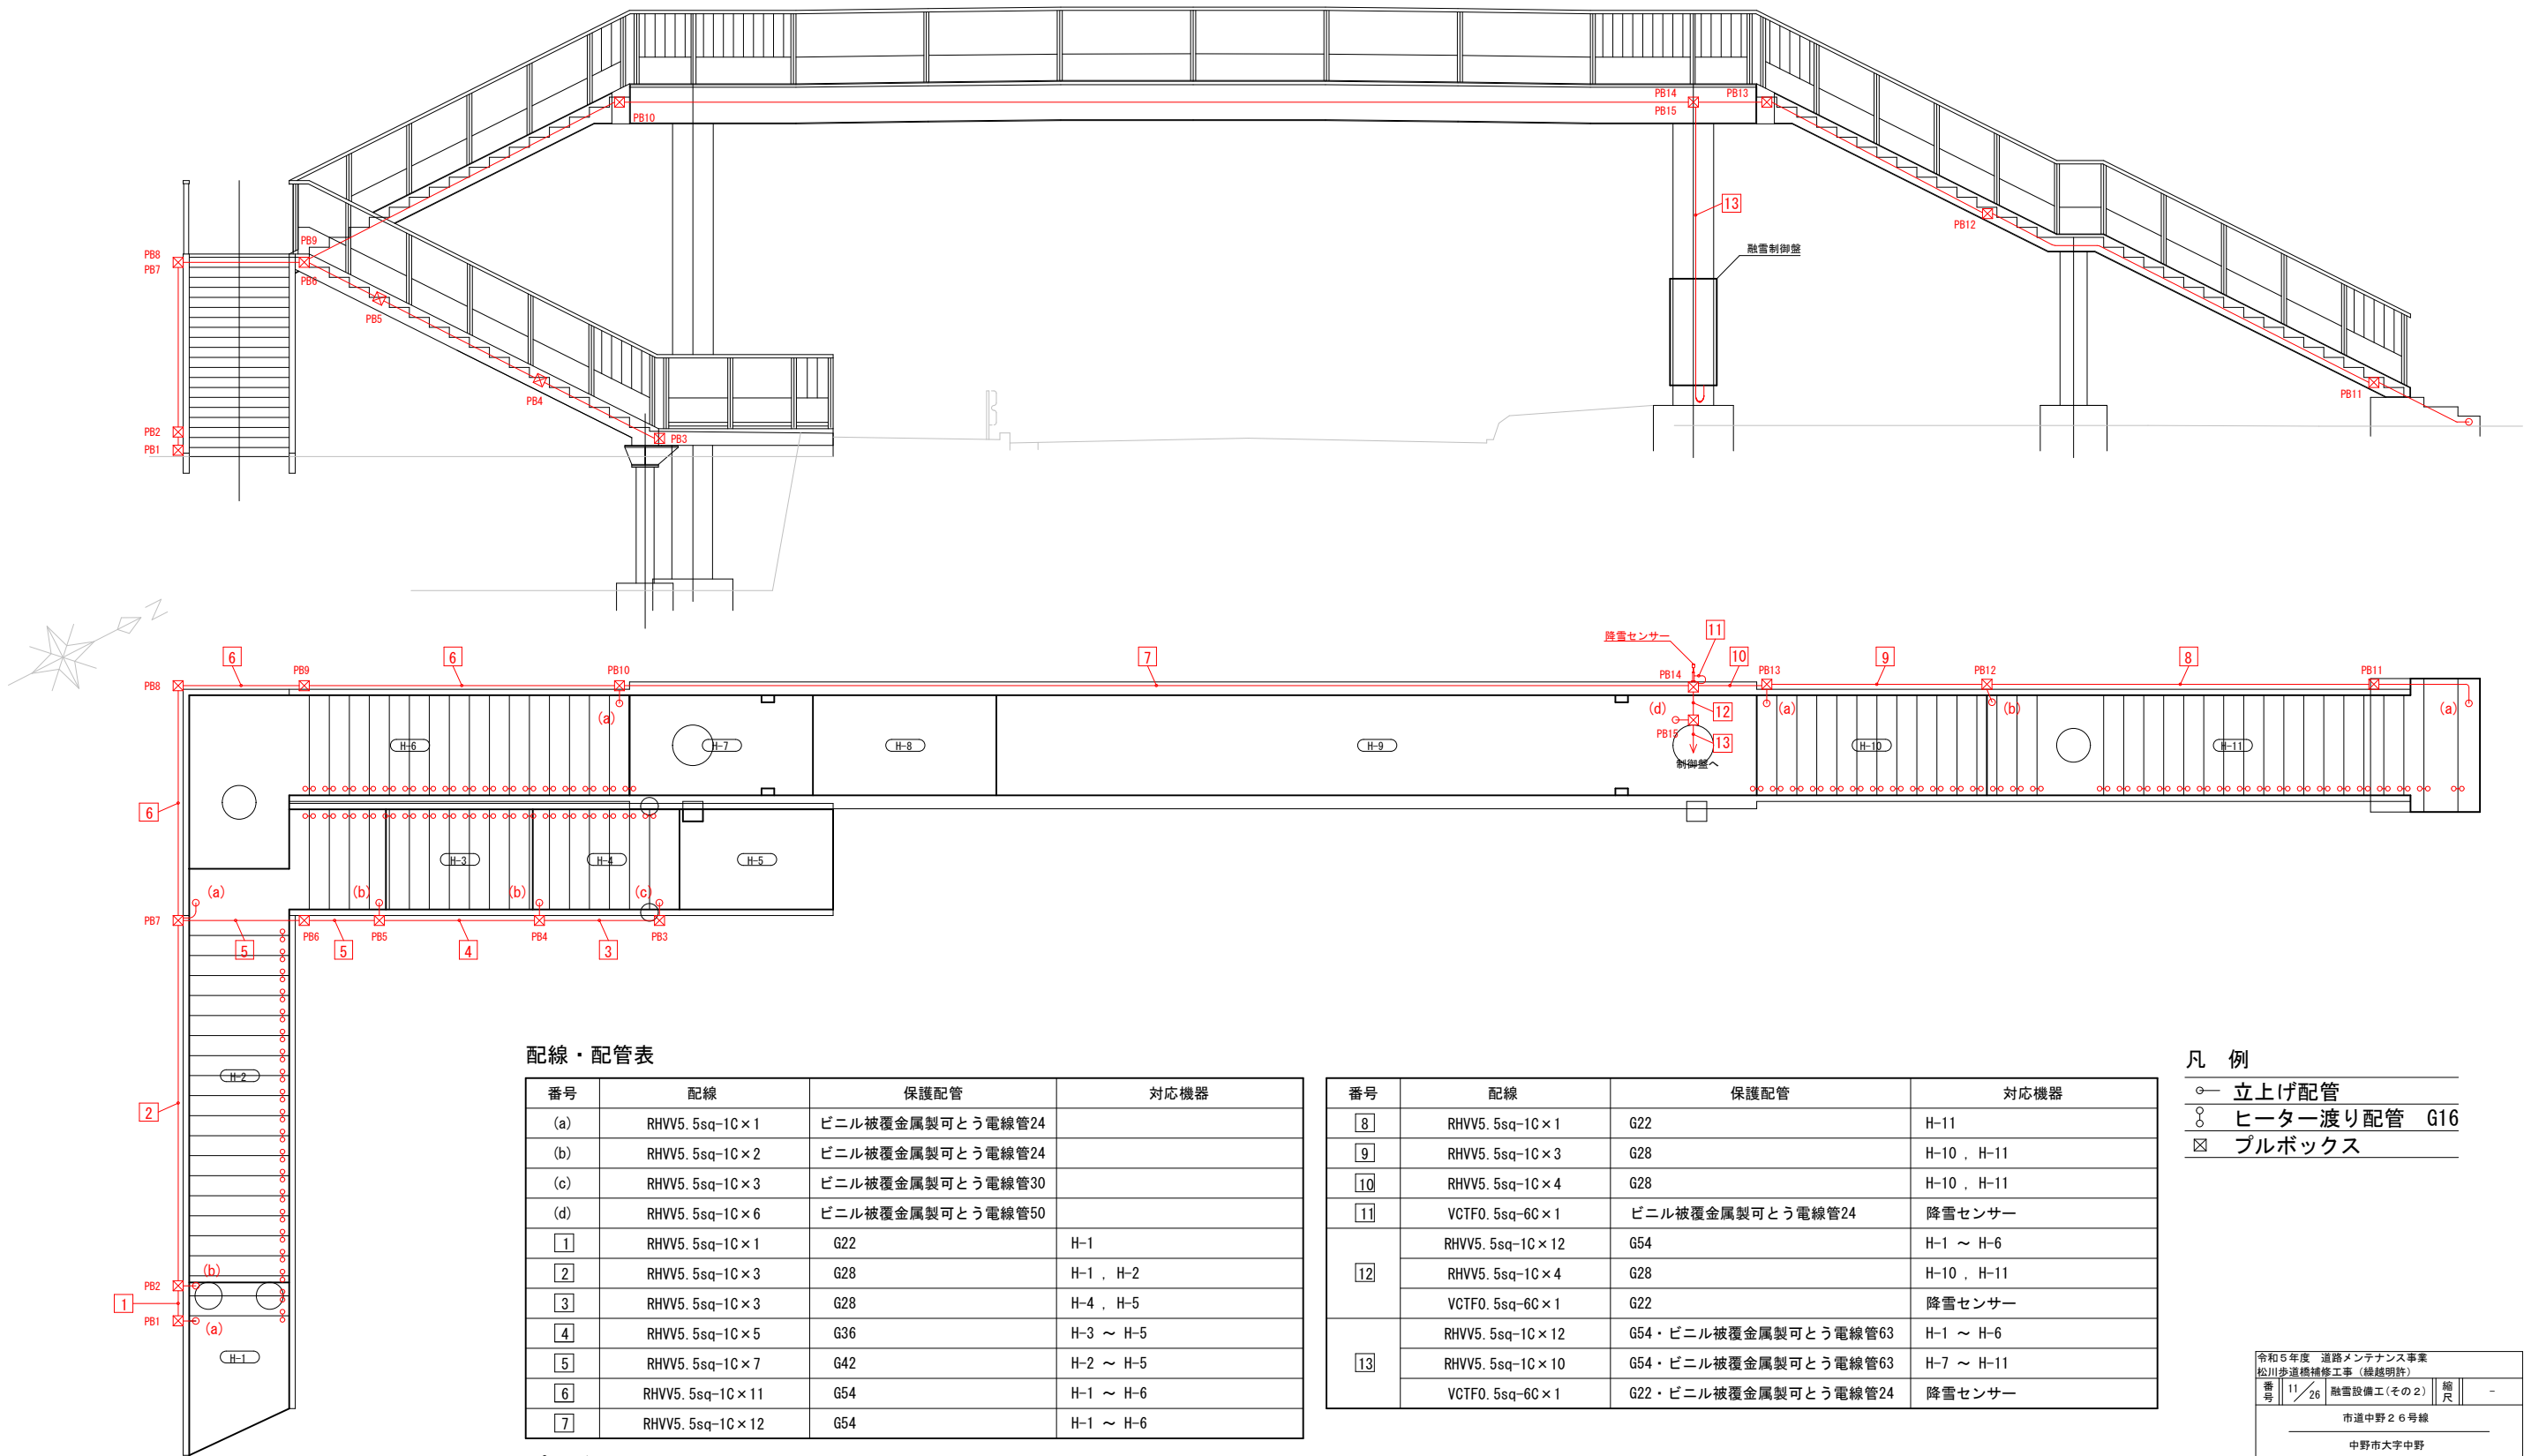 PB14
PB13
PB15
PB10
13
融雪制御盤
PB12
PB9
PB8
PB7
PB6
PB5
PB4
PB11
PB2
PB3
PB1
N
降雪センサー
11
6
PB9
6
PB10
7
PB14
10
PB13
9
PB12
8
PB11
PB8
(a)
(d)
12
(a)
(b)
(a)
H-6
H-7
H-8
H-9
PB15
13
H-10
H-11
制御盤へ
6
H-3
H-4
H-5
(a)
(b)
(b)
(c)
PB7
PB6
PB5
PB4
PB3
5
5
4
3
H-2
2
(b)
PB2
1
PB1
(a)
H-1
配線・配管表
番号 配線 保護配管 対応機器
(a) RHVV5.5sq-1C×1 ビニル被覆金属製可とう電線管24
(b) RHVV5.5sq-1C×2 ビニル被覆金属製可とう電線管24
(c) RHVV5.5sq-1C×3 ビニル被覆金属製可とう電線管30
(d) RHVV5.5sq-1C×6 ビニル被覆金属製可とう電線管50
1 RHVV5.5sq-1C×1 G22 H-1
2 RHVV5.5sq-1C×3 G28 H-1 , H-2
3 RHVV5.5sq-1C×3 G28 H-4 , H-5
4 RHVV5.5sq-1C×5 G36 H-3 ～ H-5
5 RHVV5.5sq-1C×7 G42 H-2 ～ H-5
6 RHVV5.5sq-1C×11 G54 H-1 ～ H-6
7 RHVV5.5sq-1C×12 G54 H-1 ～ H-6
番号 配線 保護配管 対応機器
8 RHVV5.5sq-1C×1 G22 H-11
9 RHVV5.5sq-1C×3 G28 H-10 , H-11
10 RHVV5.5sq-1C×4 G28 H-10 , H-11
11 VCTF0.5sq-6C×1 ビニル被覆金属製可とう電線管24 降雪センサー
RHVV5.5sq-1C×12 G54 H-1 ～ H-6
12 RHVV5.5sq-1C×4 G28 H-10 , H-11
VCTF0.5sq-6C×1 G22 降雪センサー
RHVV5.5sq-1C×12 G54・ビニル被覆金属製可とう電線管63 H-1 ～ H-6
13 RHVV5.5sq-1C×10 G54・ビニル被覆金属製可とう電線管63 H-7 ～ H-11
VCTF0.5sq-6C×1 G22・ビニル被覆金属製可とう電線管24 降雪センサー
凡 例
立上げ配管
ヒーター渡り配管 G16
プルボックス
令和5年度 道路メンテナンス事業
松川歩道橋補修工事（繰越明許）
番号 11/26 融雪設備工(その2) 縮尺 -
市道中野26号線
中野市大字中野